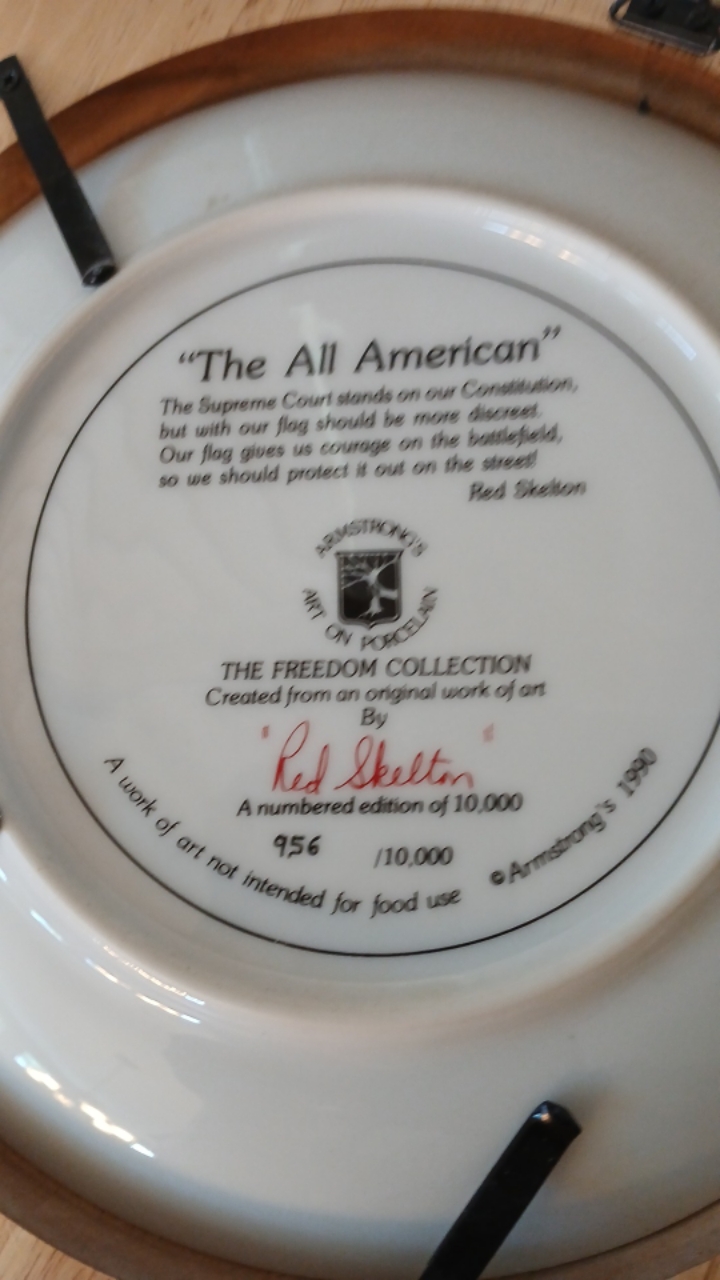 “The All American”
The Supreme Court stands on our Constitution,
but with our flag should be more discreet.
Our flag gives us courage on the battlefield,
so we should protect it out on the street!
Red Skelton
ARMSTRONG'S
ART ON PORCELAIN
THE FREEDOM COLLECTION
Created from an original work of art
By
"Red Skelton"
A numbered edition of 10,000
956 /10,000
A work of art not intended for food use
©Armstrong's 1990